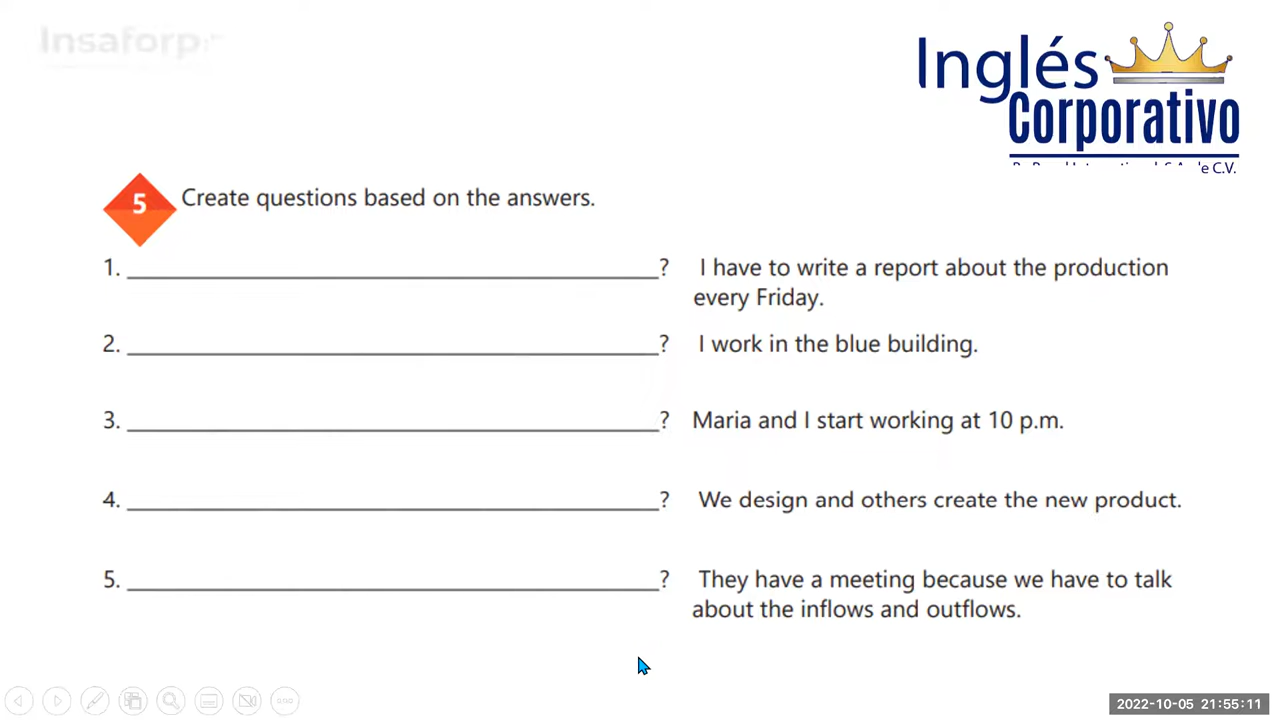 Insaforp
Inglés
Corporativo
5 Create questions based on the answers.
1. ? I have to write a report about the production
every Friday.
2. ? I work in the blue building.
3. ? Maria and I start working at 10 p.m.
4. ? We design and others create the new product.
5. ? They have a meeting because we have to talk
about the inflows and outflows.
2022-10-05 21:55:11